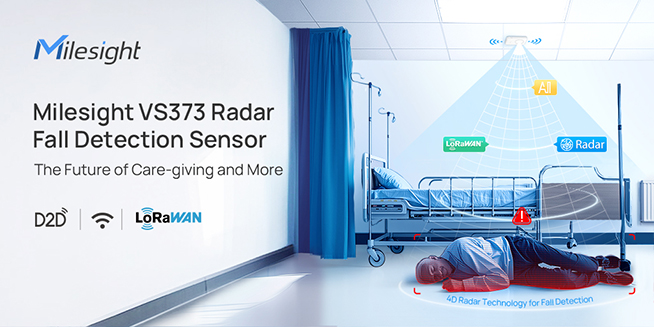 Milesight
Milesight VS373 Radar
Fall Detection Sensor
The Future of Care-giving and More
D2D
LoRaWAN
AI
LoRaWAN
Radar
4D Radar Technology for Fall Detection